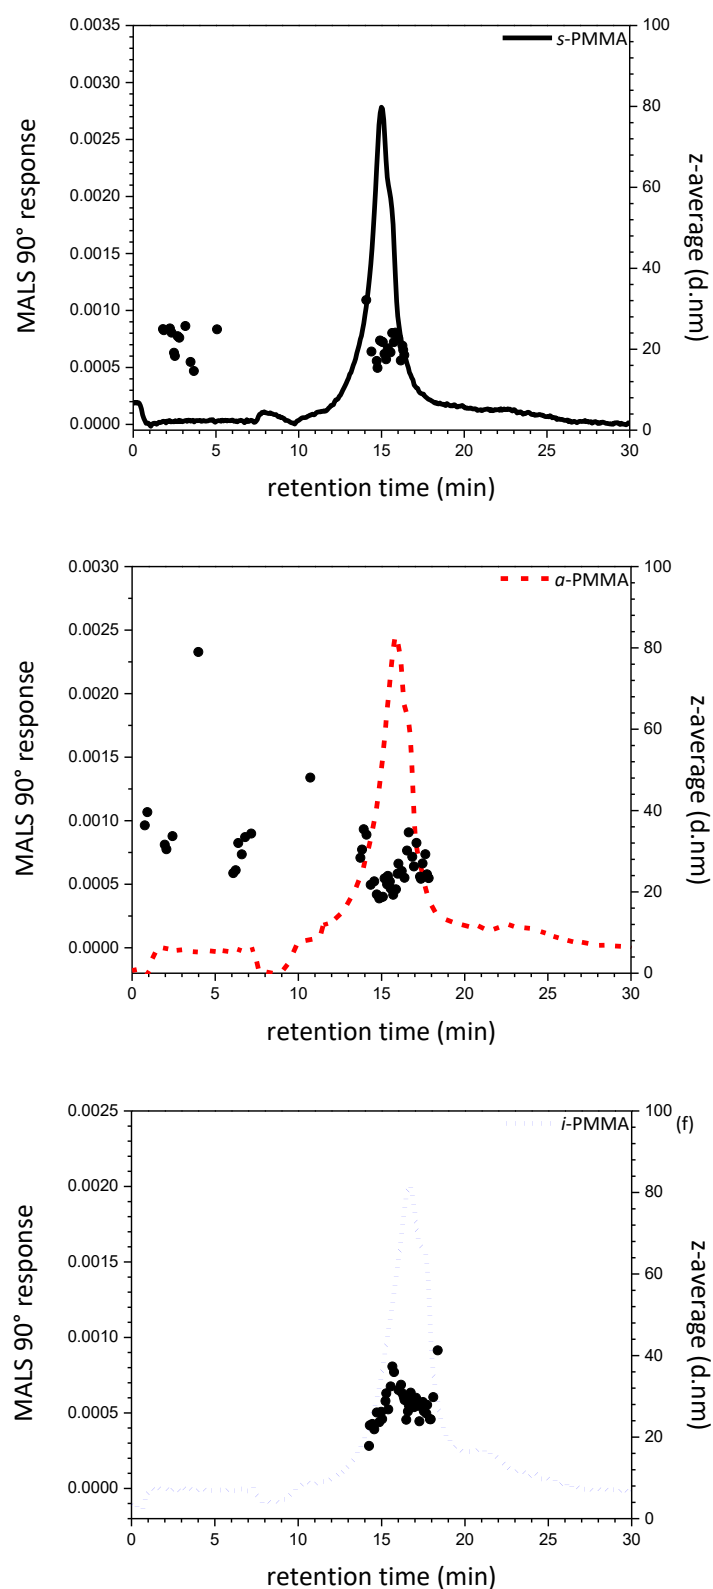 0.0035
0.0030
0.0025
0.0020
0.0015
0.0010
0.0005
0.0000
MALS 90° response
s-PMMA
100
80
60
40
20
0
z-average (d.nm)
0 5 10 15 20 25 30
retention time (min)
0.0030
0.0025
0.0020
0.0015
0.0010
0.0005
0.0000
MALS 90° response
a-PMMA
100
80
60
40
20
0
z-average (d.nm)
0 5 10 15 20 25 30
retention time (min)
0.0025
0.0020
0.0015
0.0010
0.0005
0.0000
MALS 90° response
i-PMMA
(f)
100
80
60
40
20
0
z-average (d.nm)
0 5 10 15 20 25 30
retention time (min)